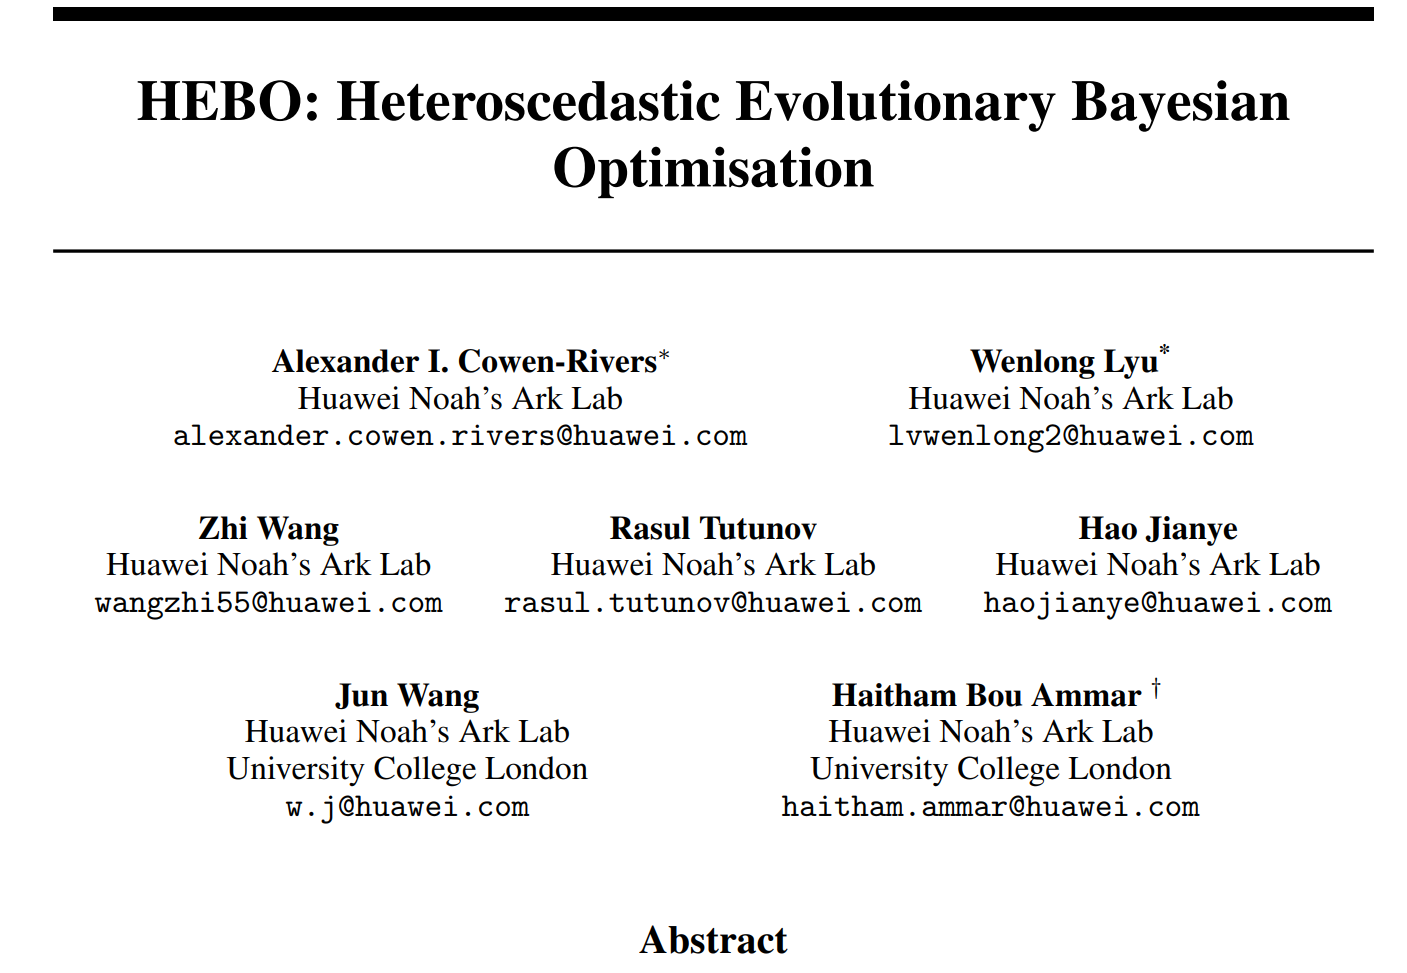 HEBO: Heteroscedastic Evolutionary Bayesian
Optimisation
Alexander I. Cowen-Rivers*
Huawei Noah's Ark Lab
alexander.cowen.rivers@huawei.com
Wenlong Lyu*
Huawei Noah's Ark Lab
lvwenlong2@huawei.com
Zhi Wang
Huawei Noah's Ark Lab
wangzhi55@huawei.com
Rasul Tutunov
Huawei Noah's Ark Lab
rasul.tutunov@huawei.com
Hao Jianye
Huawei Noah's Ark Lab
haojianye@huawei.com
Jun Wang
Huawei Noah's Ark Lab
University College London
w.j@huawei.com
Haitham Bou Ammar †
Huawei Noah's Ark Lab
University College London
haitham.ammar@huawei.com
Abstract